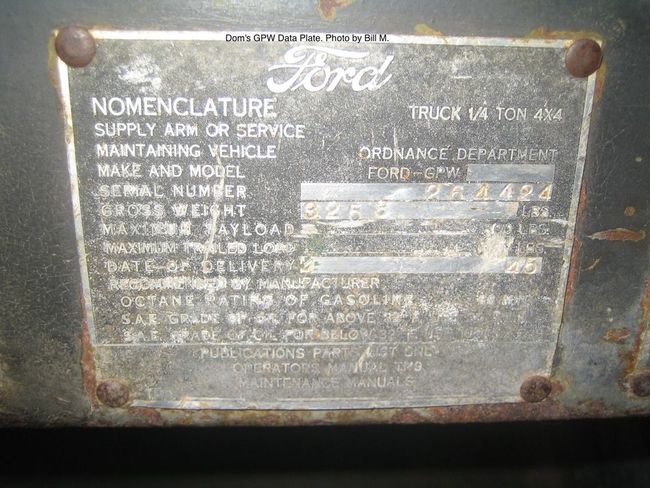 Dom's GPW Data Plate. Photo by Bill M.
Ford
NOMENCLATURE TRUCK 1/4 TON 4X4
SUPPLY ARM OR SERVICE
MAINTAINING VEHICLE ORDNANCE DEPARTMENT
MAKE AND MODEL FORD-GPW
SERIAL NUMBER 264424
GROSS WEIGHT 3253 LBS.
MAXIMUM PAYLOAD LBS.
MAXIMUM TRAILED LOAD LBS.
DATE OF DELIVERY 4 45
RECOMMENDED BY MANUFACTURER
OCTANE RATING OF GASOLINE
S.A.E. GRADE OF OIL FOR ABOVE
S.A.E. GRADE OF OIL FOR BELOW
PUBLICATIONS PARTS LIST ONLY
OPERATORS MANUAL
MAINTENANCE MANUALS